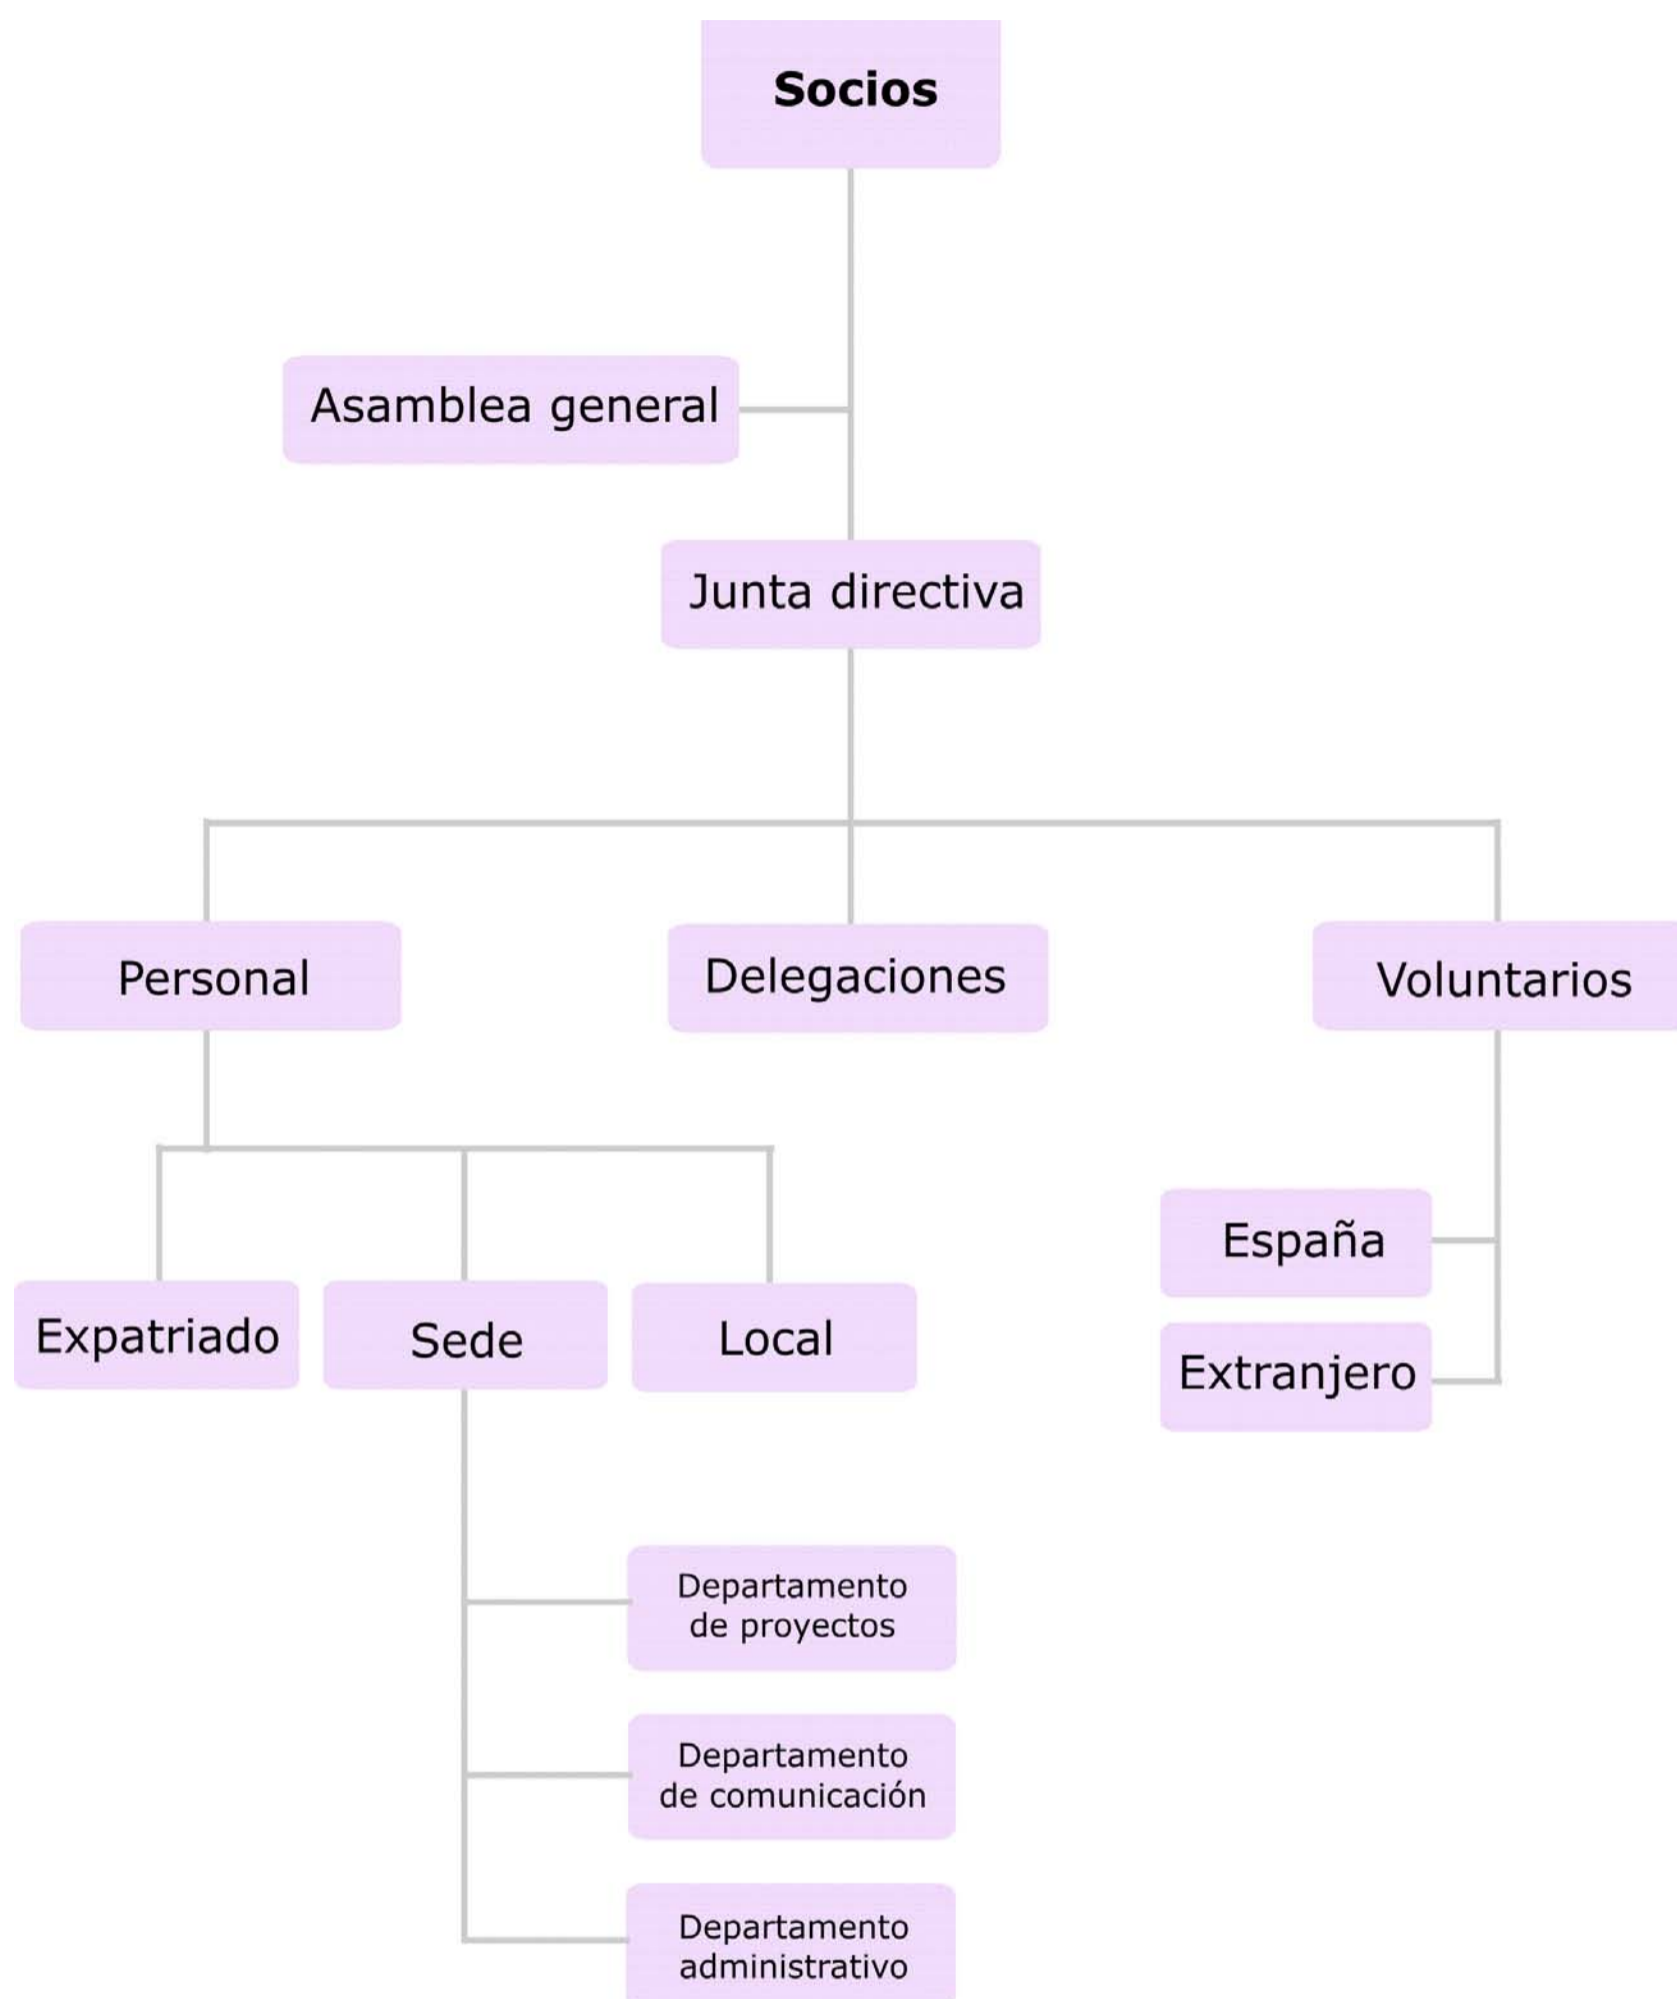 Socios
Asamblea general
Junta directiva
Personal
Delegaciones
Voluntarios
España
Extranjero
Expatriado
Sede
Local
Departamento
de proyectos
Departamento
de comunicación
Departamento
administrativo